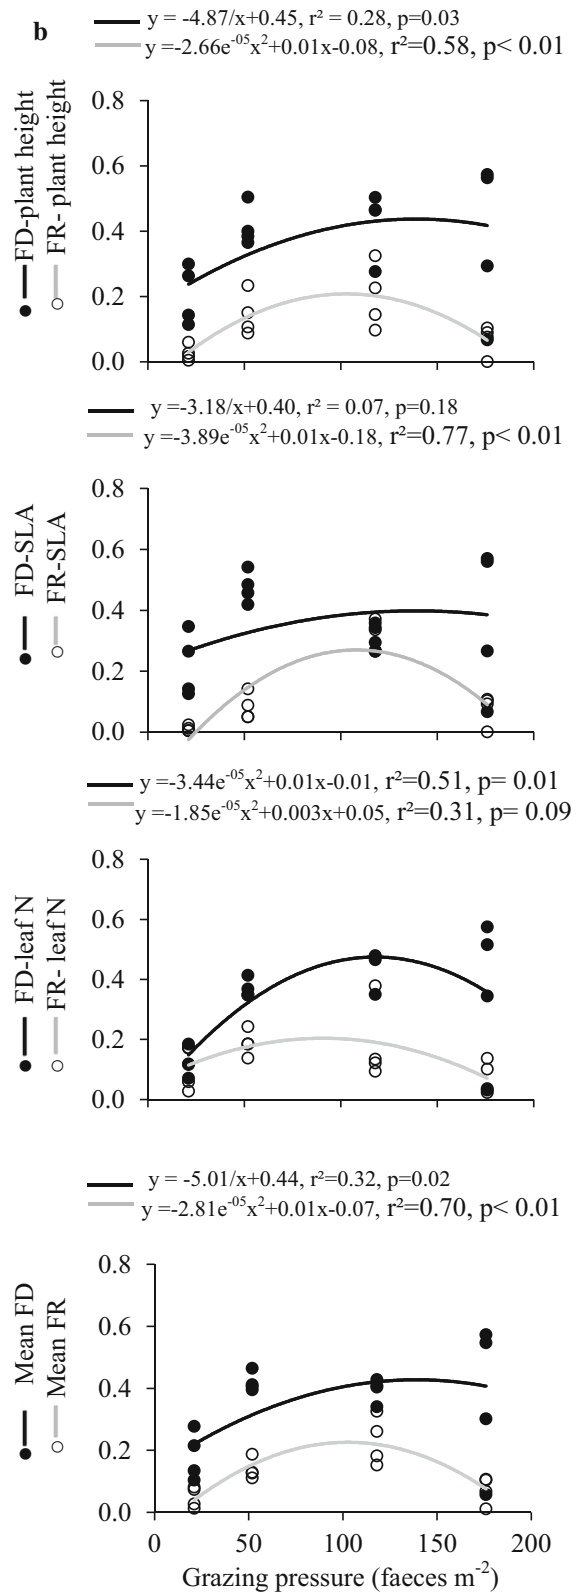 b
y = -4.87/x+0.45, r² = 0.28, p=0.03
y =-2.66e⁻⁰⁵x²+0.01x-0.08, r²=0.58, p< 0.01
FD-plant height
FR- plant height
0.8
0.6
0.4
0.2
0.0
y =-3.18/x+0.40, r² = 0.07, p=0.18
y =-3.89e⁻⁰⁵x²+0.01x-0.18, r²=0.77, p< 0.01
FD-SLA
FR-SLA
0.8
0.6
0.4
0.2
0.0
y =-3.44e⁻⁰⁵x²+0.01x-0.01, r²=0.51, p= 0.01
y =-1.85e⁻⁰⁵x²+0.003x+0.05, r²=0.31, p= 0.09
FD-leaf N
FR- leaf N
0.8
0.6
0.4
0.2
0.0
y = -5.01/x+0.44, r²=0.32, p=0.02
y =-2.81e⁻⁰⁵x²+0.01x-0.07, r²=0.70, p< 0.01
Mean FD
Mean FR
0.8
0.6
0.4
0.2
0.0
0 50 100 150 200
Grazing pressure (faeces m⁻²)